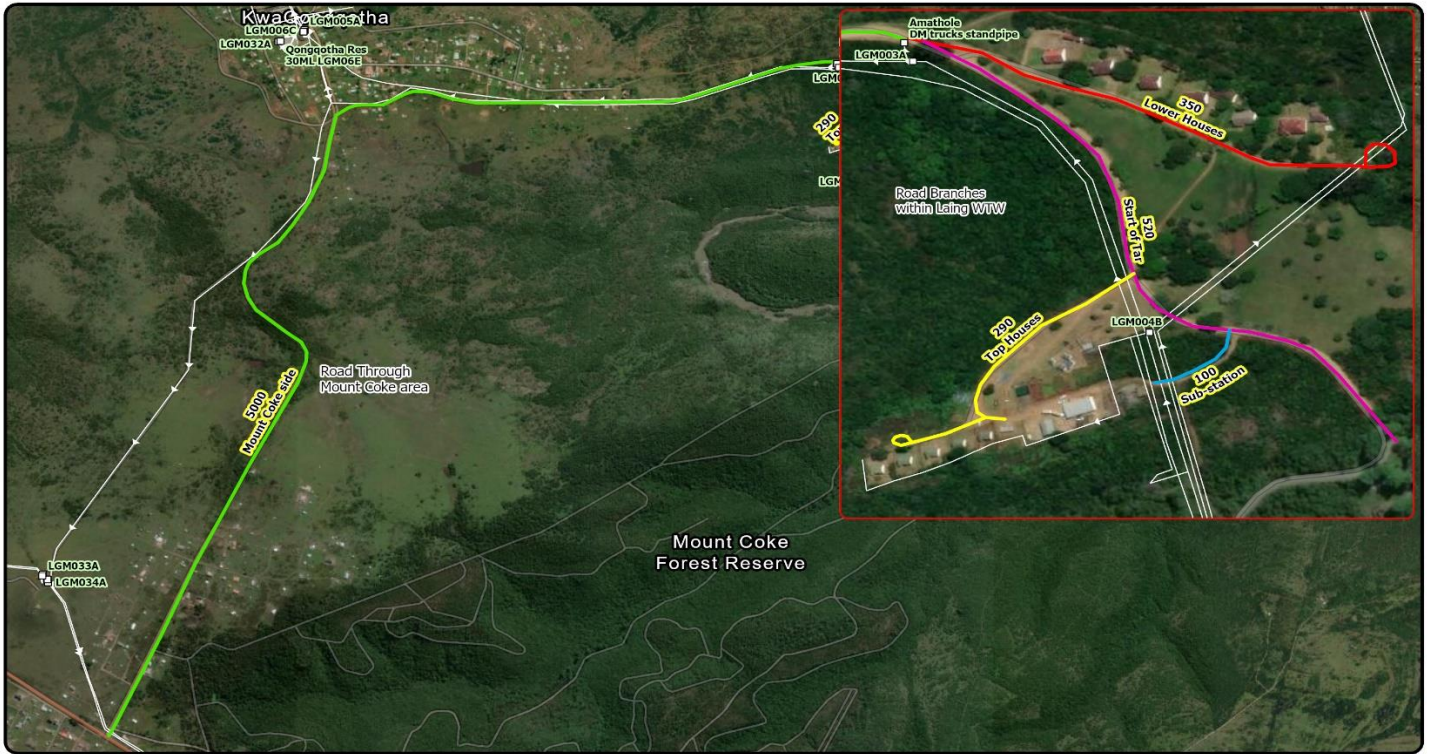 LGM005A
LGM006C
LGM032A
Qongqotha Res
30ML LGM06E
290
5000
Mount Coke side
Road Through
Mount Coke area
Mount Coke
Forest Reserve
LGM033A
LGM034A
Amathole
DM trucks standpipe
LGM003A
350
Lower Houses
Road Branches
within Laing WTW
520
Start of Tar
290
Top Houses
LGM004B
100
Sub-station